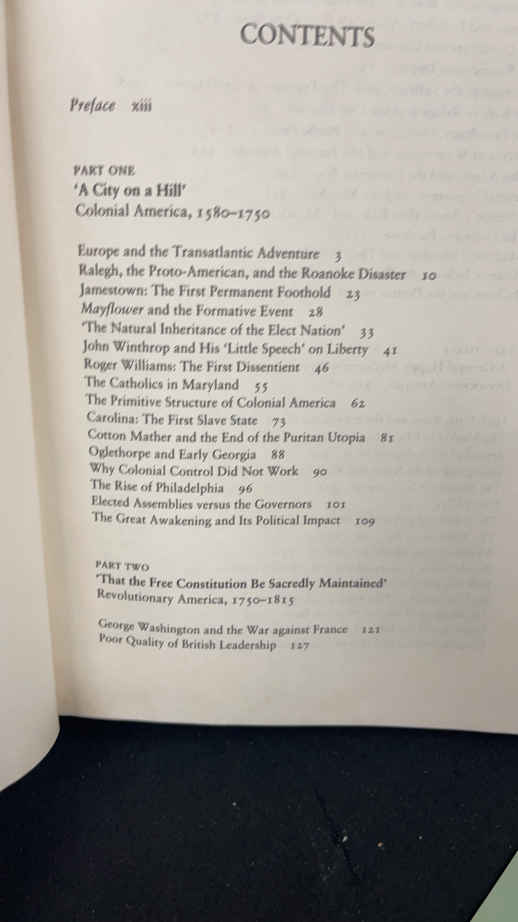 CONTENTS
Preface xiii
PART ONE
‘A City on a Hill’
Colonial America, 1580–1750
Europe and the Transatlantic Adventure 3
Ralegh, the Proto-American, and the Roanoke Disaster 10
Jamestown: The First Permanent Foothold 23
Mayflower and the Formative Event 28
‘The Natural Inheritance of the Elect Nation’ 33
John Winthrop and His ‘Little Speech’ on Liberty 41
Roger Williams: The First Dissentient 46
The Catholics in Maryland 55
The Primitive Structure of Colonial America 62
Carolina: The First Slave State 73
Cotton Mather and the End of the Puritan Utopia 81
Oglethorpe and Early Georgia 88
Why Colonial Control Did Not Work 90
The Rise of Philadelphia 96
Elected Assemblies versus the Governors 101
The Great Awakening and Its Political Impact 109
PART TWO
‘That the Free Constitution Be Sacredly Maintained’
Revolutionary America, 1750–1815
George Washington and the War against France 121
Poor Quality of British Leadership 127